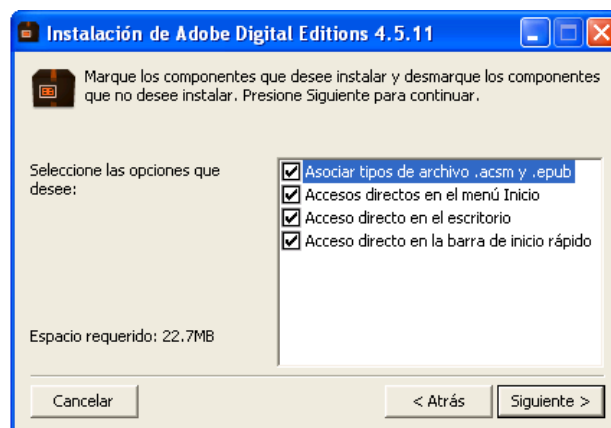 Instalación de Adobe Digital Editions 4.5.11
Marque los componentes que desee instalar y desmarque los componentes
que no desee instalar. Presione Siguiente para continuar.
Seleccione las opciones que
desee:
Asociar tipos de archivo .acsm y .epub
Accesos directos en el menú Inicio
Acceso directo en el escritorio
Acceso directo en la barra de inicio rápido
Espacio requerido: 22.7MB
Cancelar
< Atrás
Siguiente >